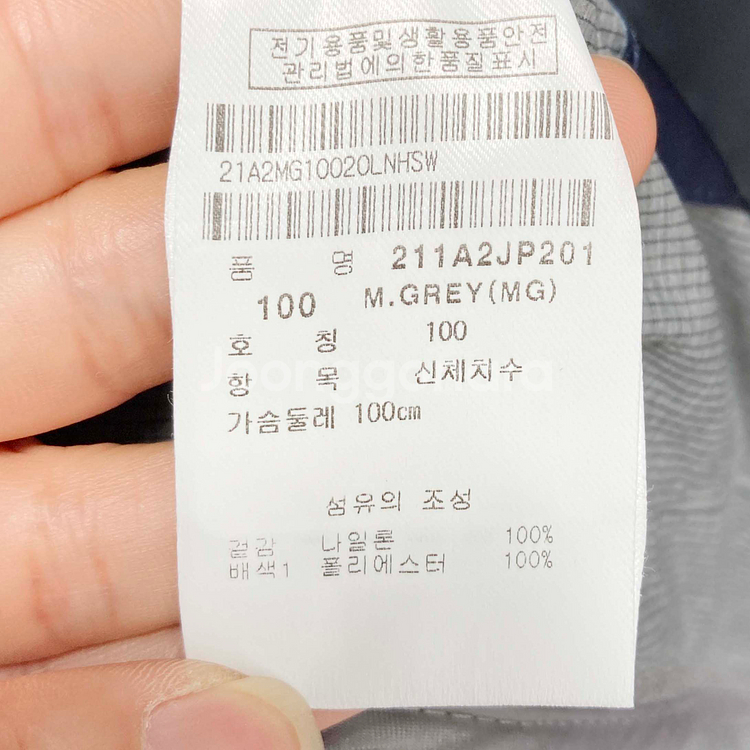 전기용품및생활용품안전
관리법에의한품질표시
21A2MG10020LNHSW
품 명 211A2JP201
100 M.GREY(MG)
호 칭 100
항 목 신체치수
Joonggonara
가슴둘레 100cm
섬유의 조성
겉감 나일론 100%
배색1 폴리에스터 100%